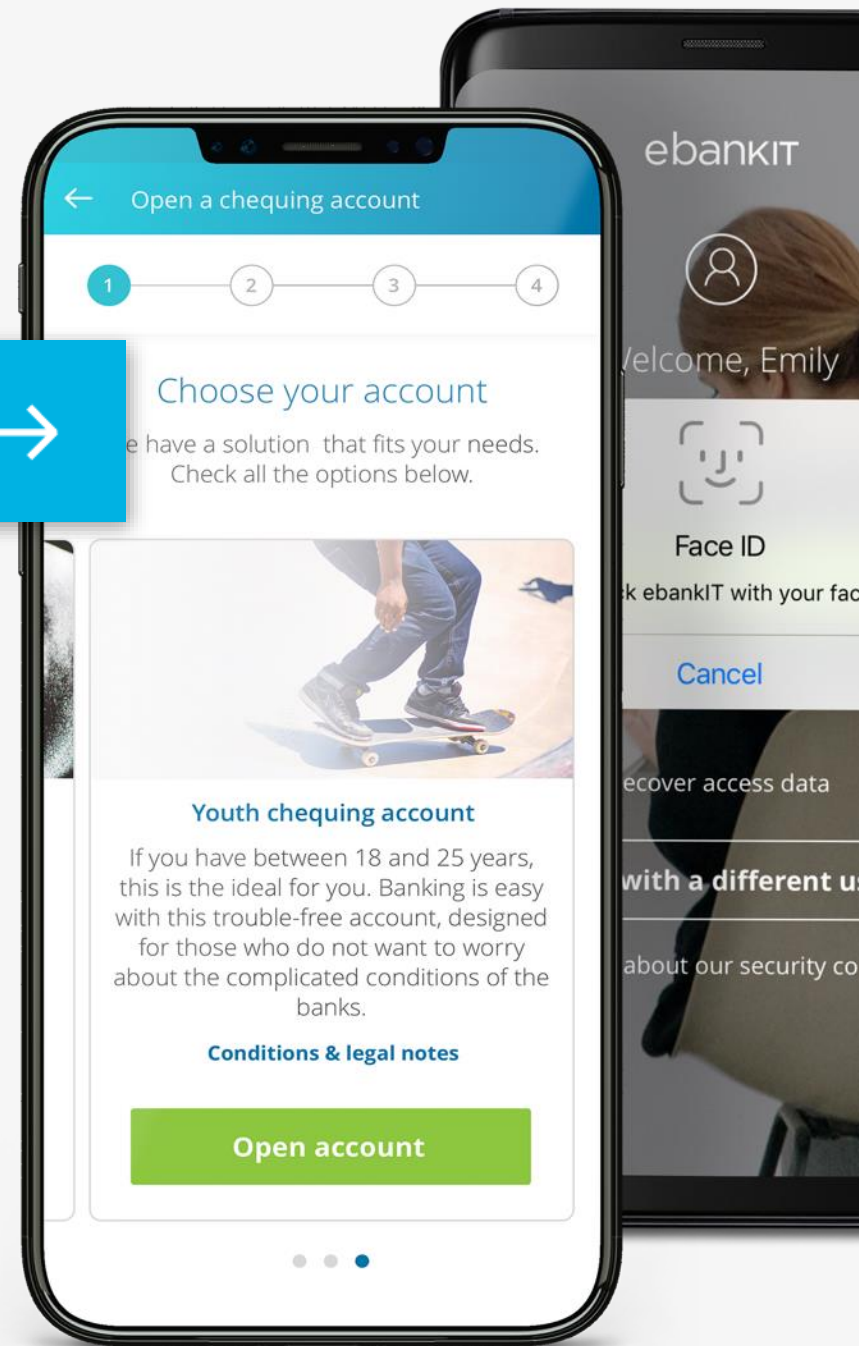 Open a chequing account
1 2 3 4
Choose your account
e have a solution that fits your needs.
Check all the options below.
Youth chequing account
If you have between 18 and 25 years,
this is the ideal for you. Banking is easy
with this trouble-free account, designed
for those who do not want to worry
about the complicated conditions of the
banks.
Conditions & legal notes
Open account
ebankIT
elcome, Emily
Face ID
k ebankIT with your fac
Cancel
ecover access data
with a different us
about our security co